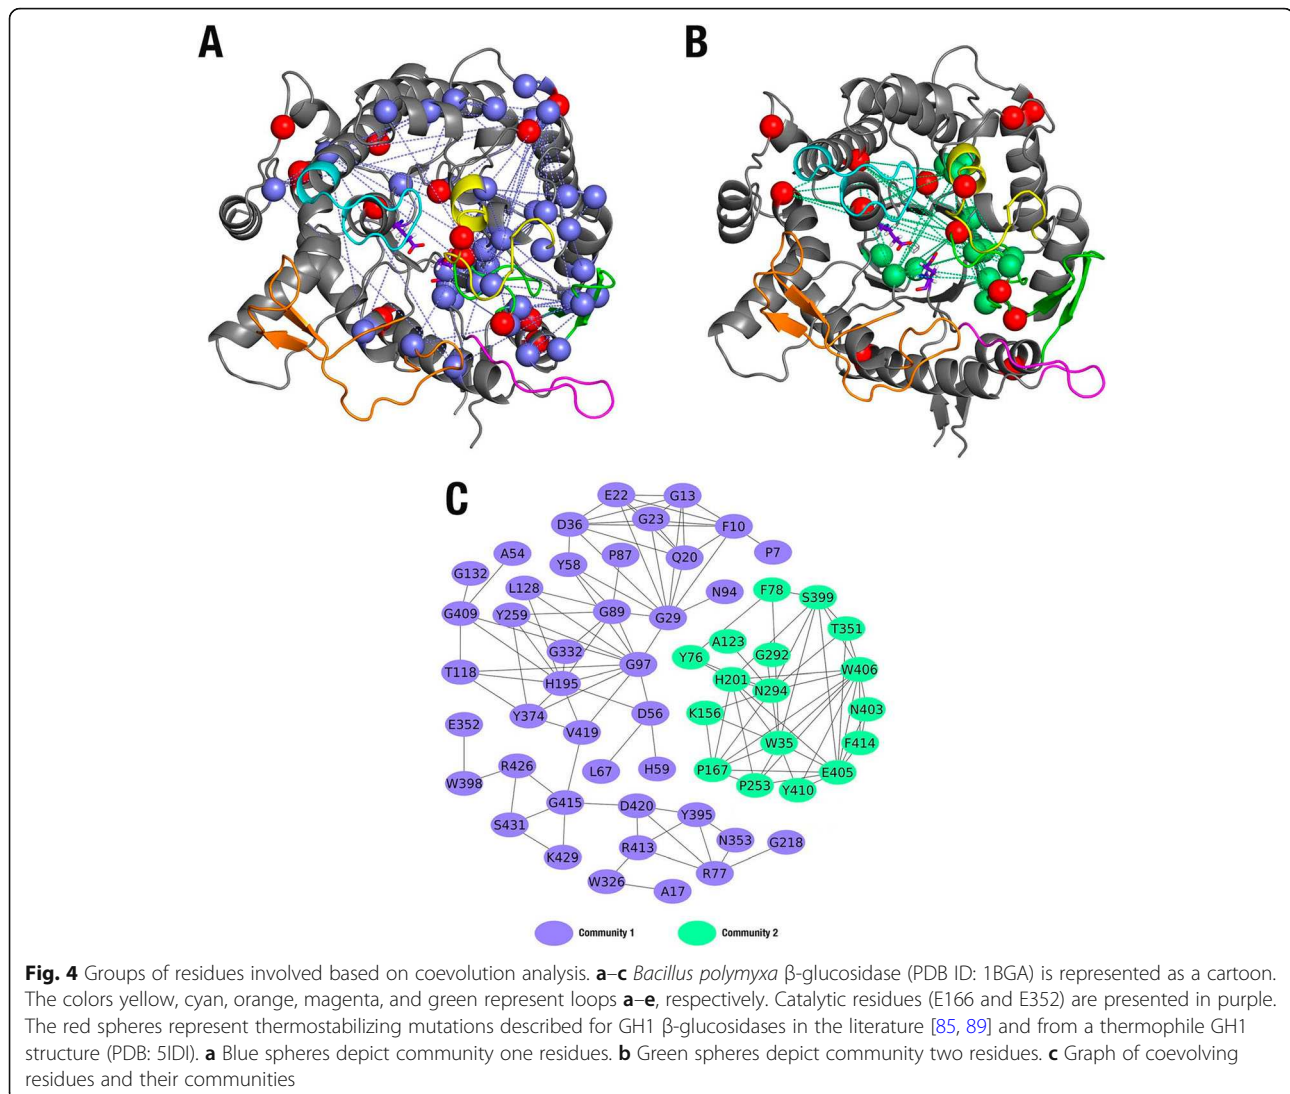 A
B
C
E22
G13
D36
G23
F10
P87
Q20
P7
A54
Y58
G132
L128
N94
F78
S399
G409
Y259
G89
G29
T351
A123
G332
G97
Y76
G292
W406
T118
H195
H201
N294
E352
Y374
D56
K156
N403
V419
W35
F414
R426
L67
H59
P167
E405
W398
P253
Y410
G415
D420
Y395
S431
N353
G218
R413
K429
R77
W326
A17
Community 1
Community 2
Fig. 4 Groups of residues involved based on coevolution analysis. a–c Bacillus polymyxa β-glucosidase (PDB ID: 1BGA) is represented as a cartoon.
The colors yellow, cyan, orange, magenta, and green represent loops a–e, respectively. Catalytic residues (E166 and E352) are presented in purple.
The red spheres represent thermostabilizing mutations described for GH1 β-glucosidases in the literature [85, 89] and from a thermophile GH1
structure (PDB: 5IDI). a Blue spheres depict community one residues. b Green spheres depict community two residues. c Graph of coevolving
residues and their communities